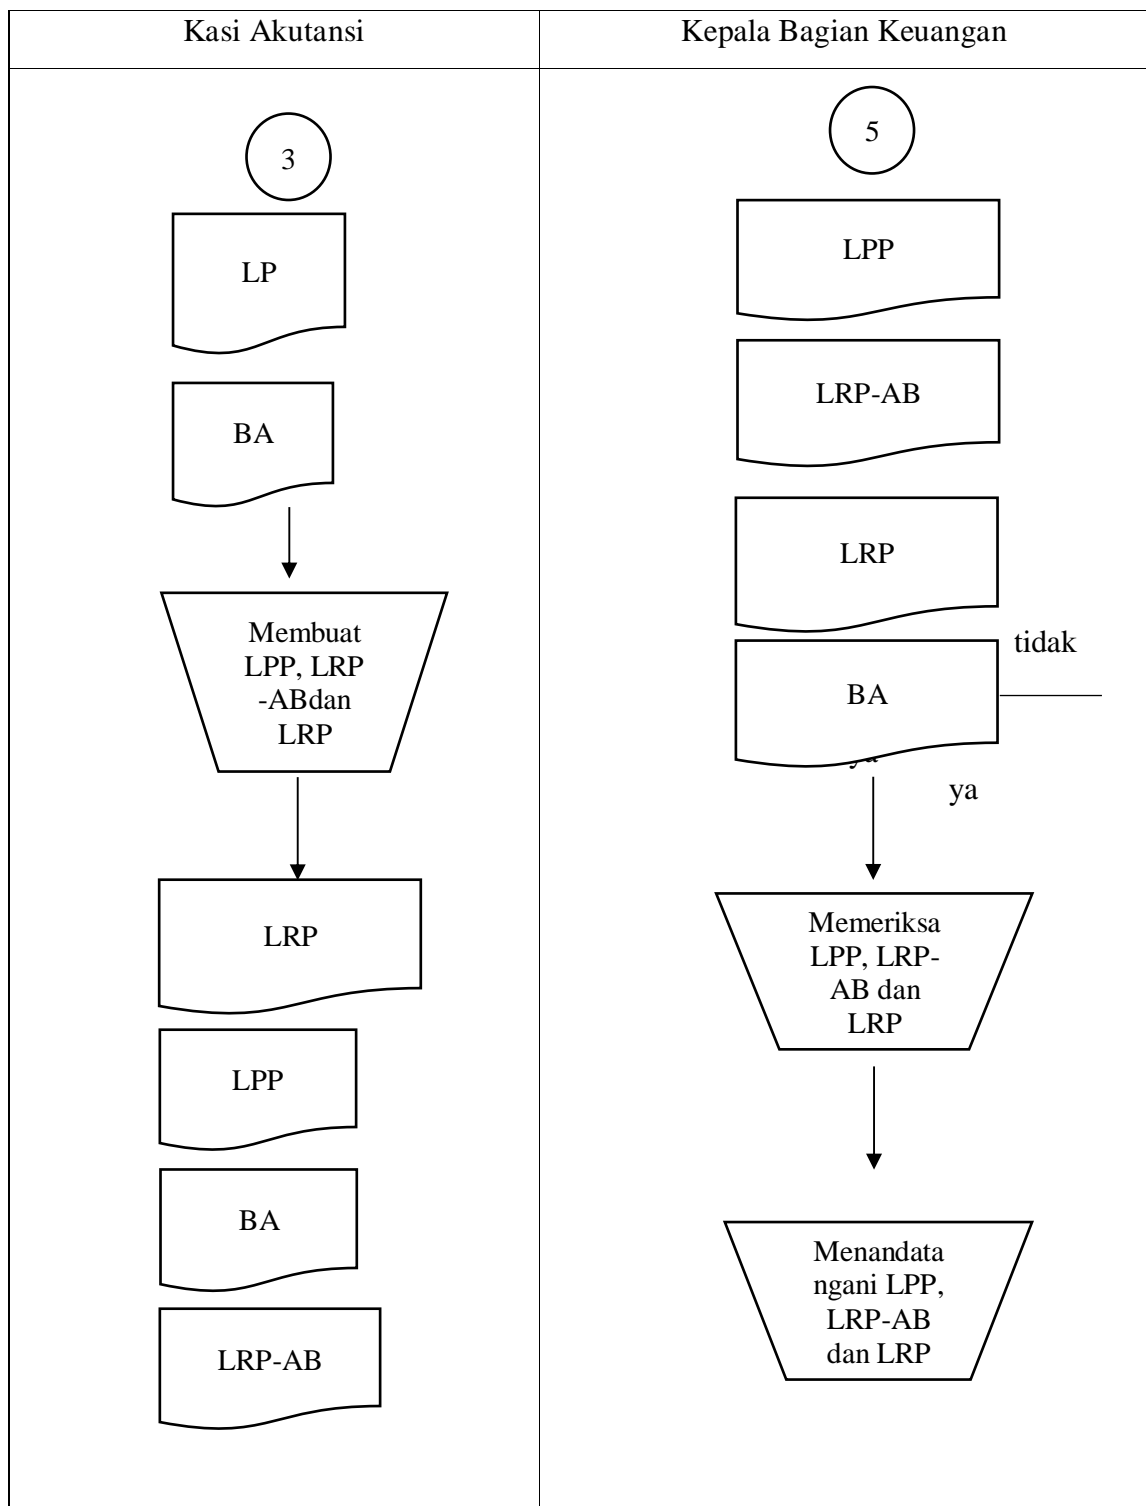 Kasi Akutansi
Kepala Bagian Keuangan
3
LP
BA
Membuat
LPP, LRP
-ABdan
LRP
LRP
LPP
BA
LRP-AB
5
LPP
LRP-AB
LRP
tidak
BA
ya
Memeriksa
LPP, LRP-
AB dan
LRP
Menandata
ngani LPP,
LRP-AB
dan LRP